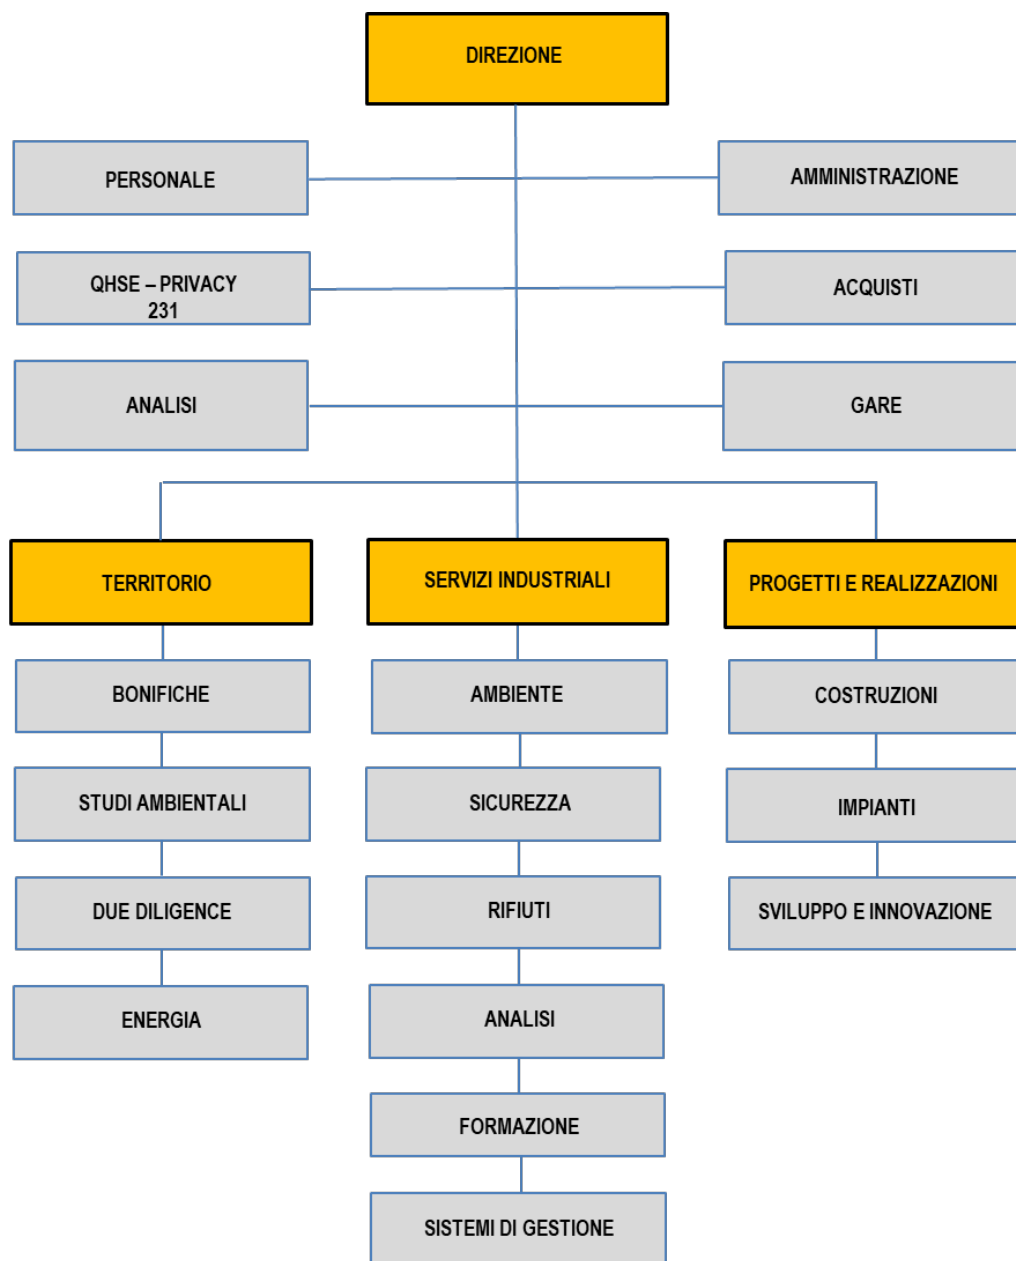 DIREZIONE
PERSONALE
AMMINISTRAZIONE
QHSE – PRIVACY
231
ACQUISTI
ANALISI
GARE
TERRITORIO
SERVIZI INDUSTRIALI
PROGETTI E REALIZZAZIONI
BONIFICHE
AMBIENTE
COSTRUZIONI
STUDI AMBIENTALI
SICUREZZA
IMPIANTI
DUE DILIGENCE
RIFIUTI
SVILUPPO E INNOVAZIONE
ENERGIA
ANALISI
FORMAZIONE
SISTEMI DI GESTIONE